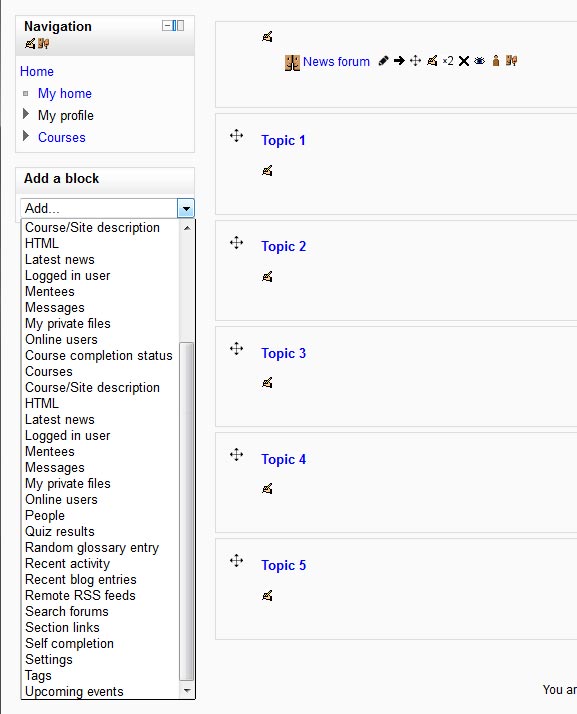 Navigation
Home
My home
My profile
Courses
Add a block
Add...
Course/Site description
HTML
Latest news
Logged in user
Mentees
Messages
My private files
Online users
Course completion status
Courses
Course/Site description
HTML
Latest news
Logged in user
Mentees
Messages
My private files
Online users
People
Quiz results
Random glossary entry
Recent activity
Recent blog entries
Remote RSS feeds
Search forums
Section links
Self completion
Settings
Tags
Upcoming events
News forum ×2
Topic 1
Topic 2
Topic 3
Topic 4
Topic 5
You ar